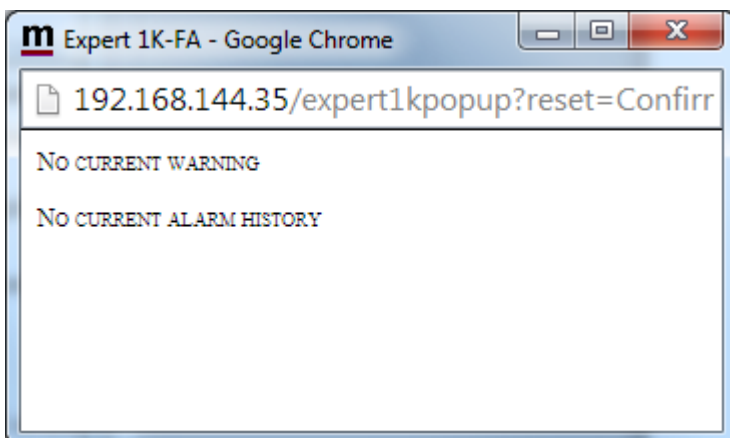 m Expert 1K-FA - Google Chrome
192.168.144.35/expert1kpopup?reset=Confirr
No current warning
No current alarm history